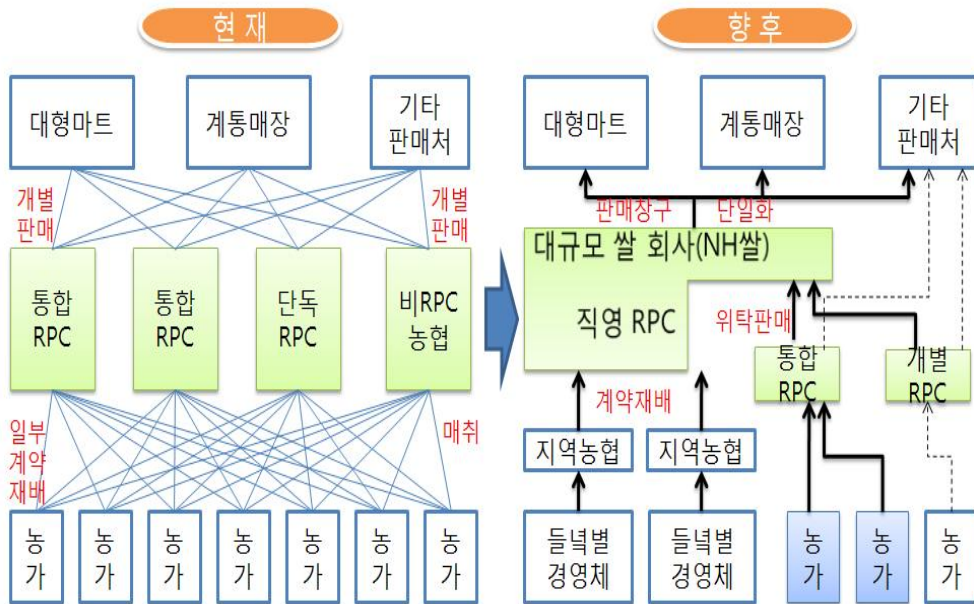 현 재
대형마트
계통매장
기타
판매처
개별
판매
개별
판매
통합
RPC
통합
RPC
단독
RPC
비RPC
농협
일부
계약
재배
매취
농
가
농
가
농
가
농
가
농
가
농
가
농
가
향 후
대형마트
계통매장
기타
판매처
판매창구 단일화
대규모 쌀 회사(NH쌀)
직영 RPC
위탁판매
통합
RPC
개별
RPC
계약재배
지역농협
지역농협
들녘별
경영체
들녘별
경영체
농
가
농
가
농
가